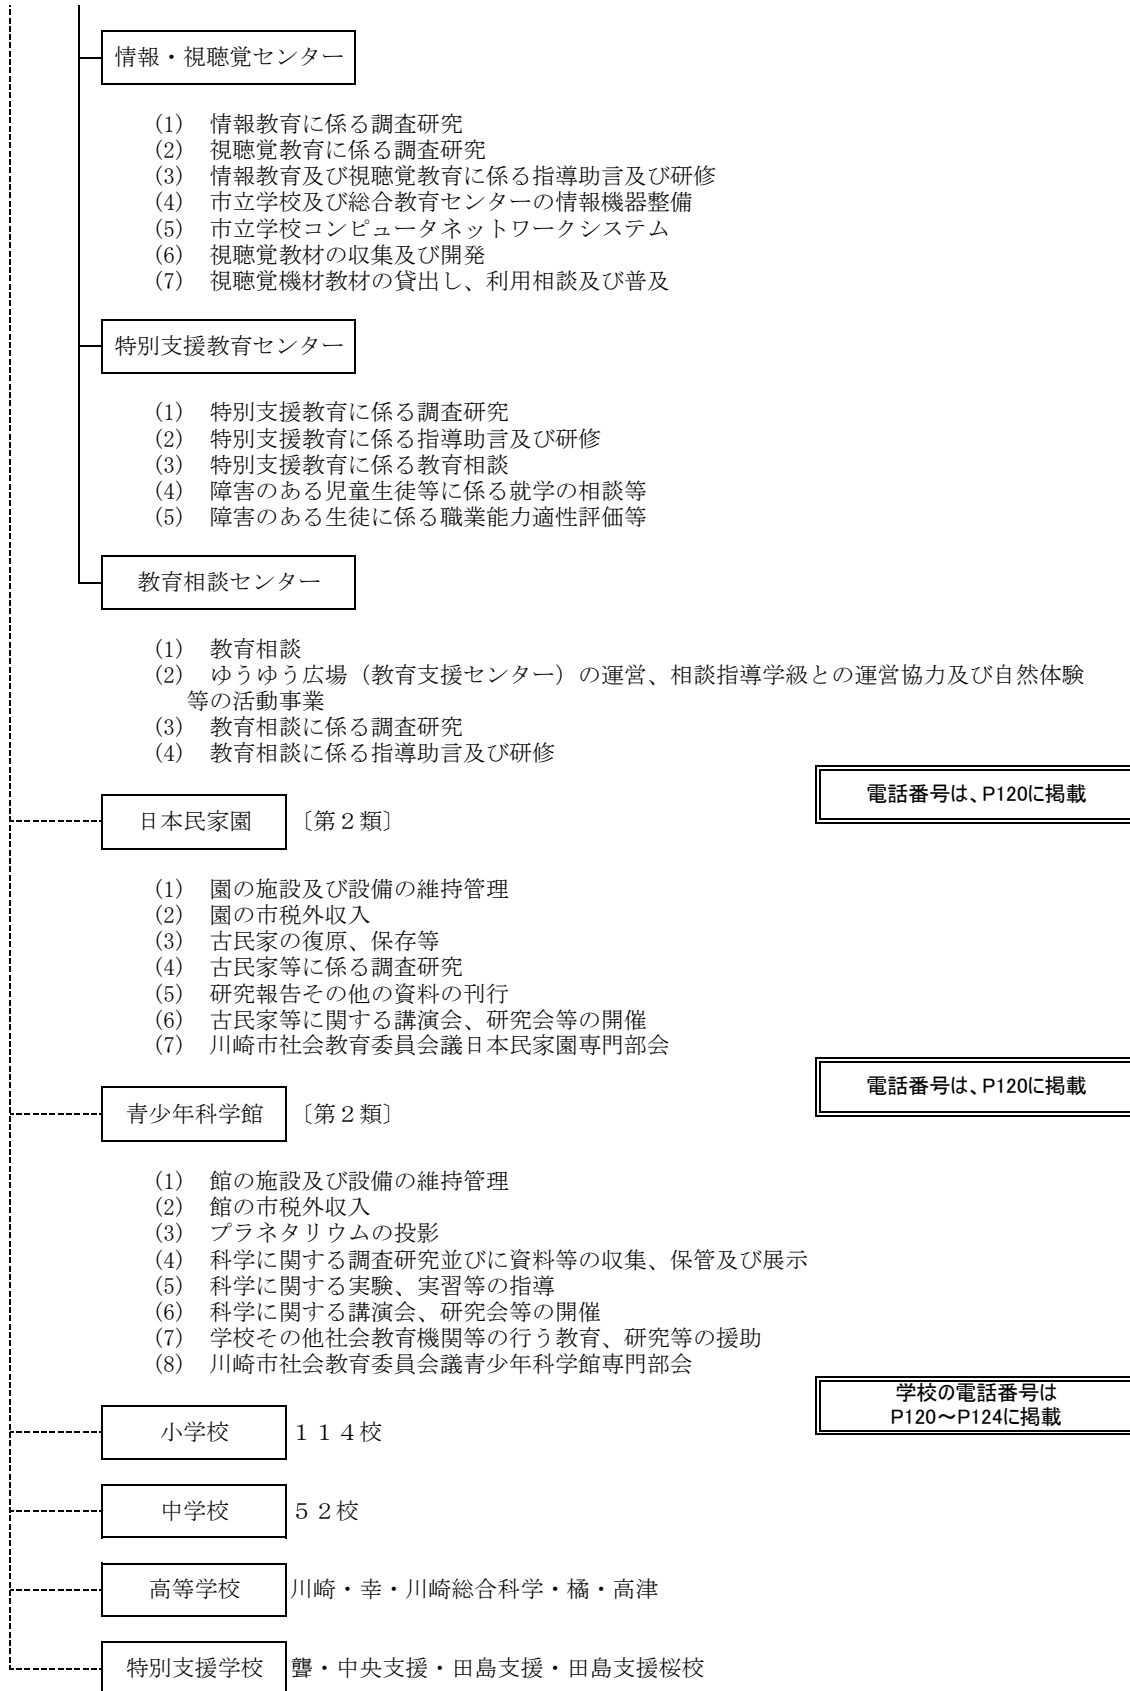 情報・視聴覚センター
(1) 情報教育に係る調査研究
(2) 視聴覚教育に係る調査研究
(3) 情報教育及び視聴覚教育に係る指導助言及び研修
(4) 市立学校及び総合教育センターの情報機器整備
(5) 市立学校コンピュータネットワークシステム
(6) 視聴覚教材の収集及び開発
(7) 視聴覚機材教材の貸出し、利用相談及び普及
特別支援教育センター
(1) 特別支援教育に係る調査研究
(2) 特別支援教育に係る指導助言及び研修
(3) 特別支援教育に係る教育相談
(4) 障害のある児童生徒等に係る就学の相談等
(5) 障害のある生徒に係る職業能力適性評価等
教育相談センター
(1) 教育相談
(2) ゆうゆう広場（教育支援センター）の運営、相談指導学級との運営協力及び自然体験
等の活動事業
(3) 教育相談に係る調査研究
(4) 教育相談に係る指導助言及び研修
電話番号は、P120に掲載
日本民家園 〔第２類〕
(1) 園の施設及び設備の維持管理
(2) 園の市税外収入
(3) 古民家の復原、保存等
(4) 古民家等に係る調査研究
(5) 研究報告その他の資料の刊行
(6) 古民家等に関する講演会、研究会等の開催
(7) 川崎市社会教育委員会議日本民家園専門部会
電話番号は、P120に掲載
青少年科学館 〔第２類〕
(1) 館の施設及び設備の維持管理
(2) 館の市税外収入
(3) プラネタリウムの投影
(4) 科学に関する調査研究並びに資料等の収集、保管及び展示
(5) 科学に関する実験、実習等の指導
(6) 科学に関する講演会、研究会等の開催
(7) 学校その他社会教育機関等の行う教育、研究等の援助
(8) 川崎市社会教育委員会議青少年科学館専門部会
学校の電話番号は
P120～P124に掲載
小学校 １１４校
中学校 ５２校
高等学校 川崎・幸・川崎総合科学・橘・高津
特別支援学校 聾・中央支援・田島支援・田島支援桜校